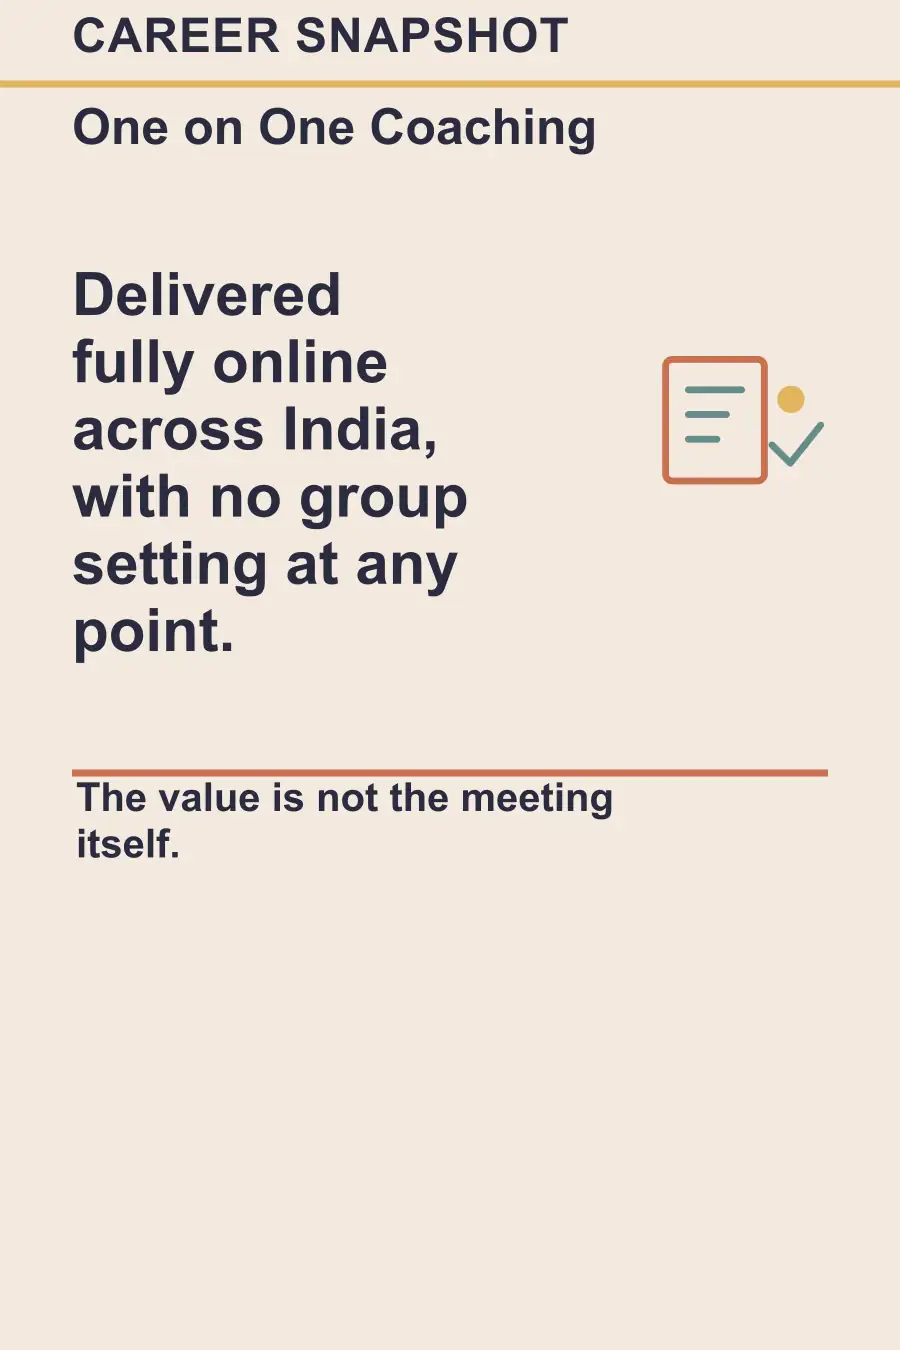 CAREER SNAPSHOT
One on One Coaching
Delivered
fully online
across India,
with no group
setting at any
point.
The value is not the meeting
itself.